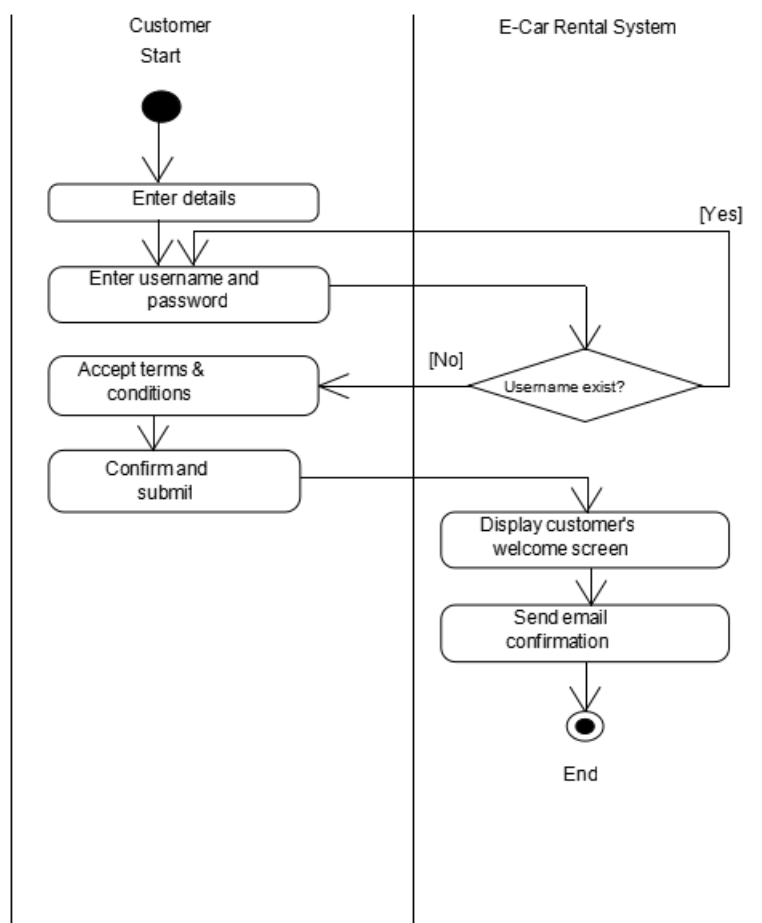 Customer
E-Car Rental System
Start
Enter details
[Yes]
Enter username and
password
[No]
Accept terms &
conditions
Username exist?
Confirm and
submit
Display customer's
welcome screen
Send email
confirmation
End